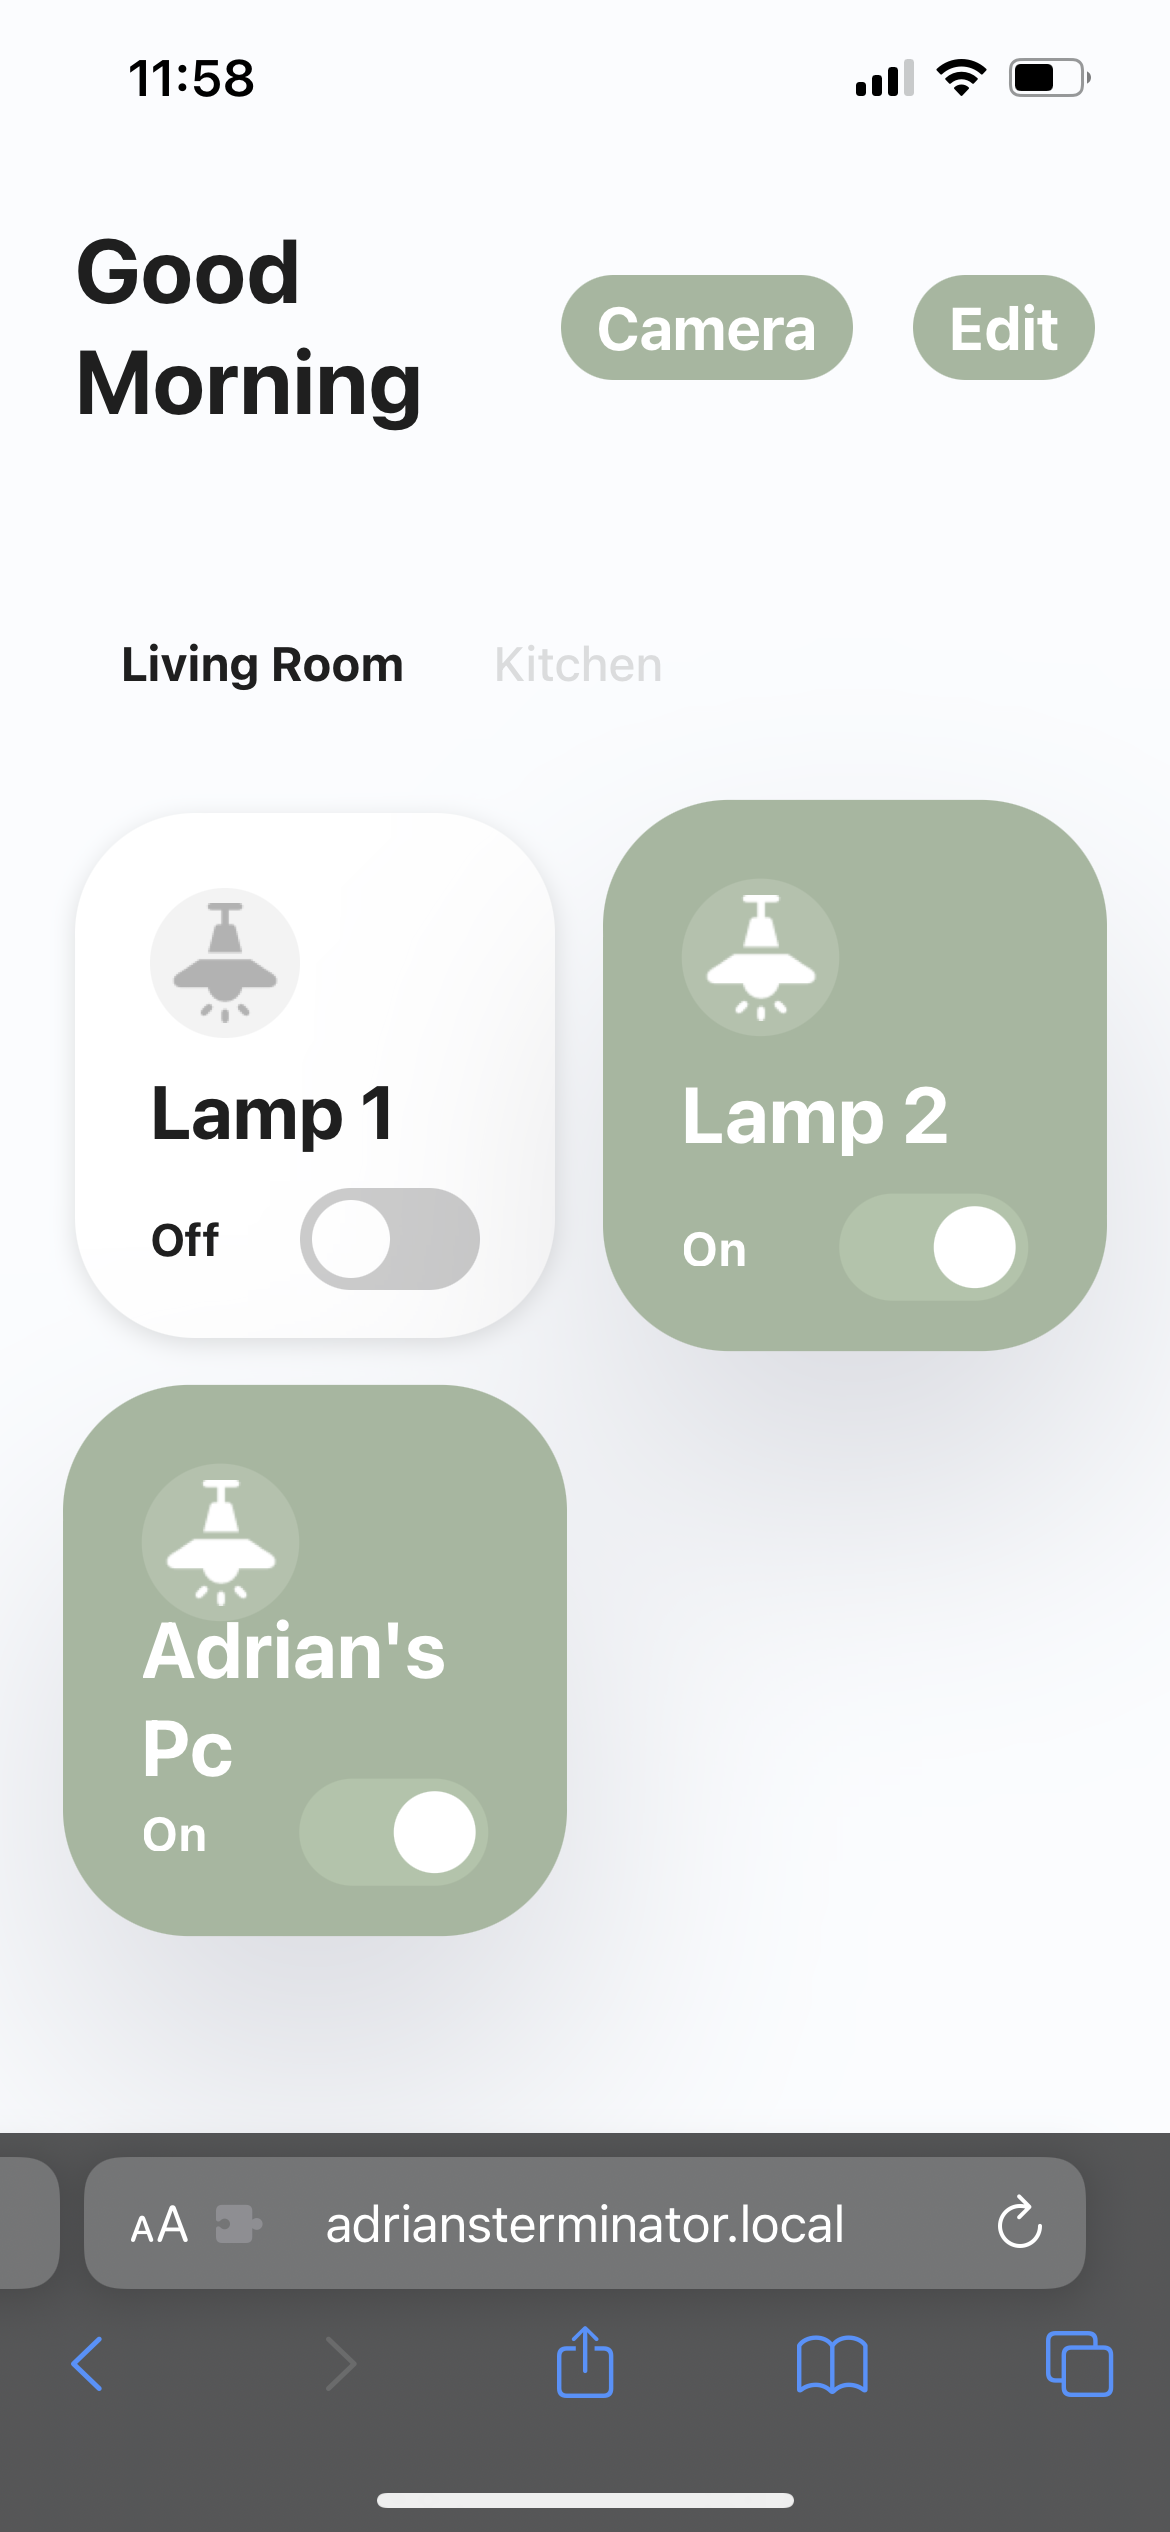 11:58
Good
Morning
Camera
Edit
Living Room
Kitchen
Lamp 1
Off
Lamp 2
On
Adrian's
Pc
On
AA
adriansterminator.local